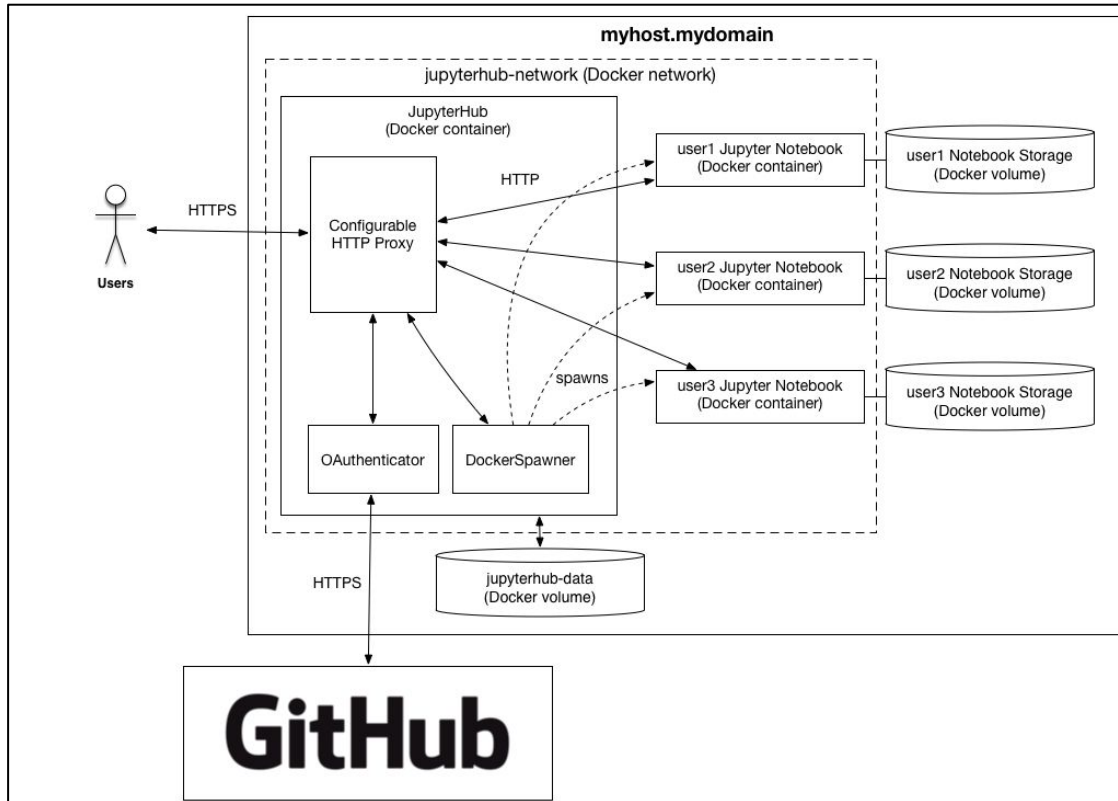 myhost.mydomain
jupyterhub-network (Docker network)
JupyterHub
(Docker container)
user1 Jupyter Notebook
(Docker container)
user1 Notebook Storage
(Docker volume)
HTTP
HTTPS
Configurable
HTTP Proxy
Users
user2 Jupyter Notebook
(Docker container)
user2 Notebook Storage
(Docker volume)
spawns
user3 Jupyter Notebook
(Docker container)
user3 Notebook Storage
(Docker volume)
OAuthenticator
DockerSpawner
HTTPS
jupyterhub-data
(Docker volume)
GitHub